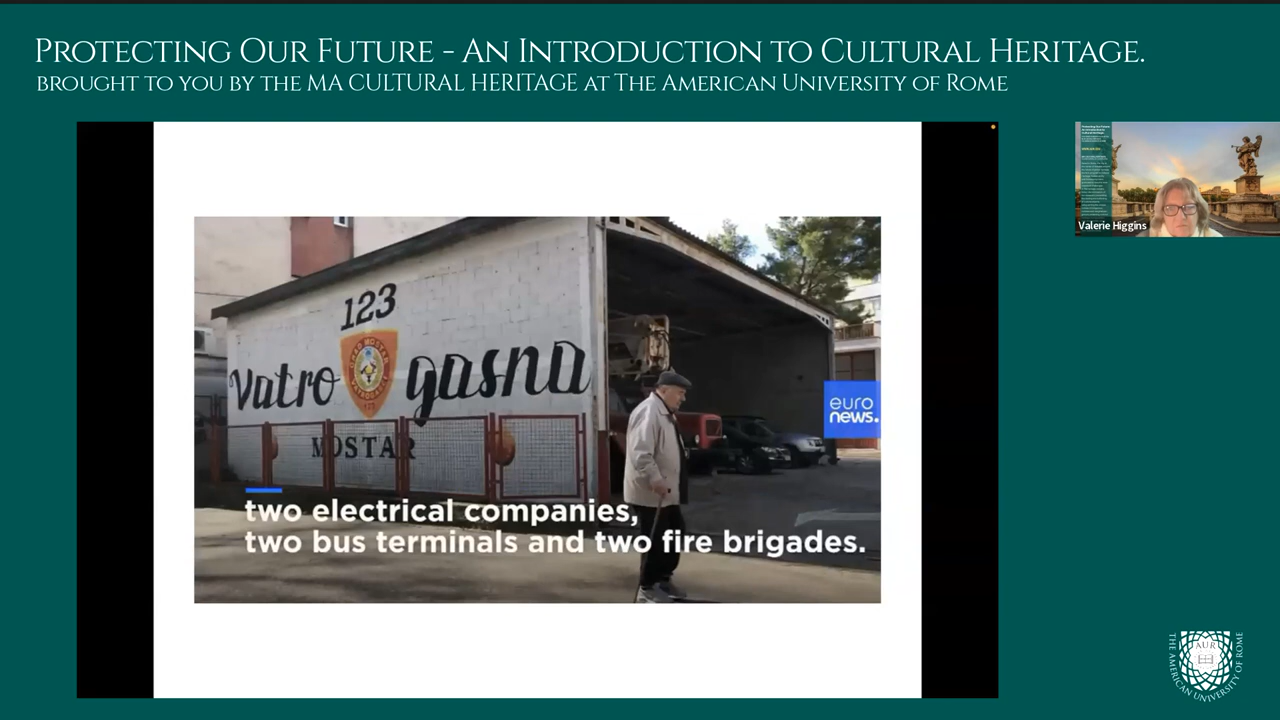 PROTECTING OUR FUTURE - AN INTRODUCTION TO CULTURAL HERITAGE.
BROUGHT TO YOU BY THE MA CULTURAL HERITAGE AT THE AMERICAN UNIVERSITY OF ROME
Valerie Higgins
123
Vatro gasna
MOSTAR
euro
news.
two electrical companies,
two bus terminals and two fire brigades.
AUR
THE AMERICAN UNIVERSITY OF ROME